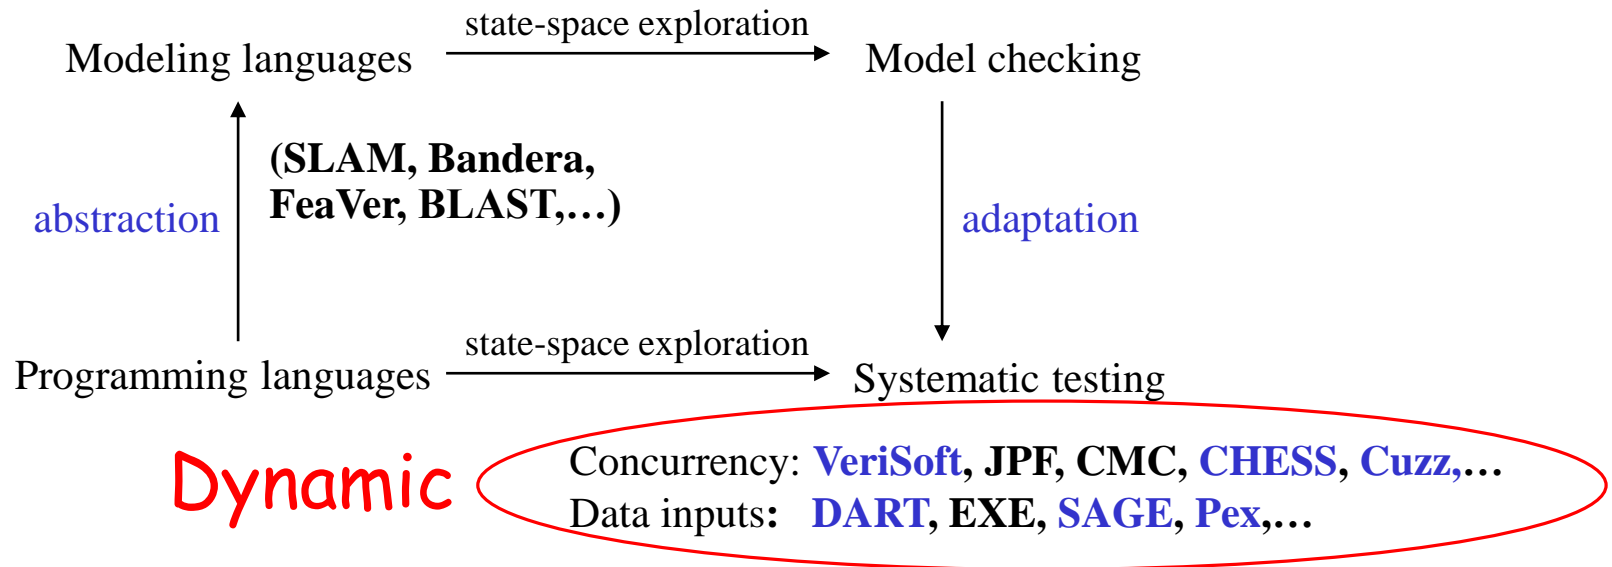 state-space exploration
Modeling languages
Model checking
(SLAM, Bandera,
FeaVer, BLAST,…)
abstraction
adaptation
state-space exploration
Programming languages
Systematic testing
Dynamic
Concurrency: VeriSoft, JPF, CMC, CHESS, Cuzz,…
Data inputs: DART, EXE, SAGE, Pex,…